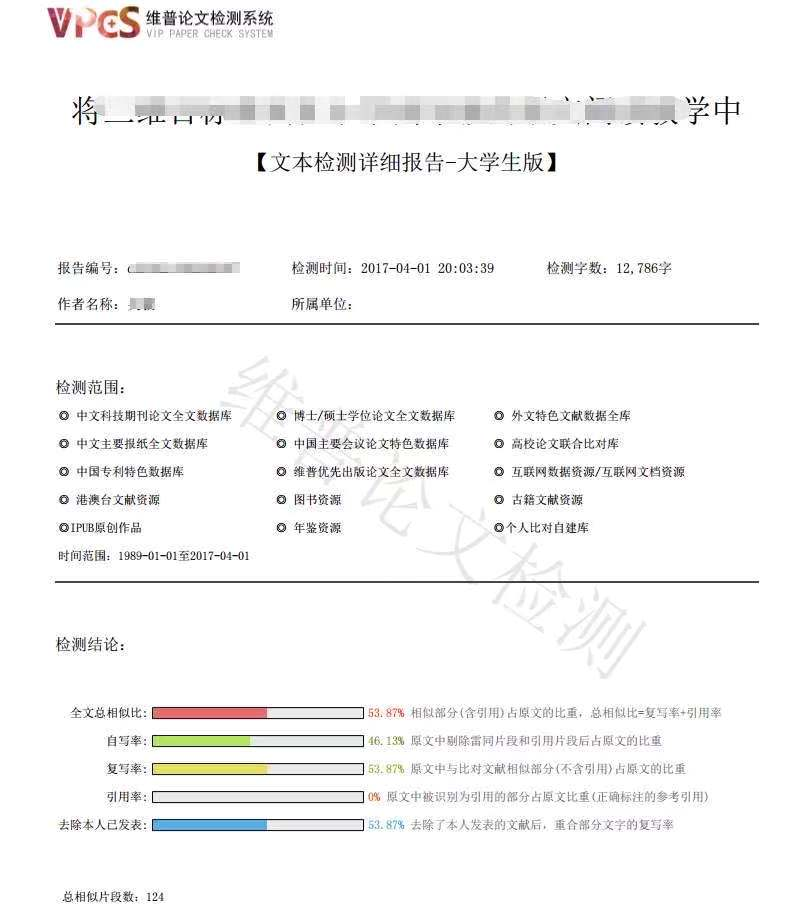 VPCS 维普论文检测系统
VIP PAPER CHECK SYSTEM
将 学中
【文本检测详细报告-大学生版】
报告编号: 检测时间: 2017-04-01 20:03:39 检测字数: 12,786字
作者名称: 所属单位:
检测范围:
◎ 中文科技期刊论文全文数据库 ◎ 博士/硕士学位论文全文数据库 ◎ 外文特色文献数据全库
◎ 中文主要报纸全文数据库 ◎ 中国主要会议论文特色数据库 ◎ 高校论文联合比对库
◎ 中国专利特色数据库 ◎ 维普优先出版论文全文数据库 ◎ 互联网数据资源/互联网文档资源
◎ 港澳台文献资源 ◎ 图书资源 ◎ 古籍文献资源
◎IPUB原创作品 ◎ 年鉴资源 ◎个人比对自建库
时间范围: 1989-01-01至2017-04-01
维普论文检测
检测结论:
全文总相似比: 53.87% 相似部分(含引用)占原文的比重, 总相似比=复写率+引用率
自写率: 46.13% 原文中剔除雷同片段和引用片段后占原文的比重
复写率: 53.87% 原文中与比对文献相似部分(不含引用)占原文的比重
引用率: 0% 原文中被识别为引用的部分占原文比重(正确标注的参考引用)
去除本人已发表: 53.87% 去除了本人发表的文献后, 重合部分文字的复写率
总相似片段数: 124